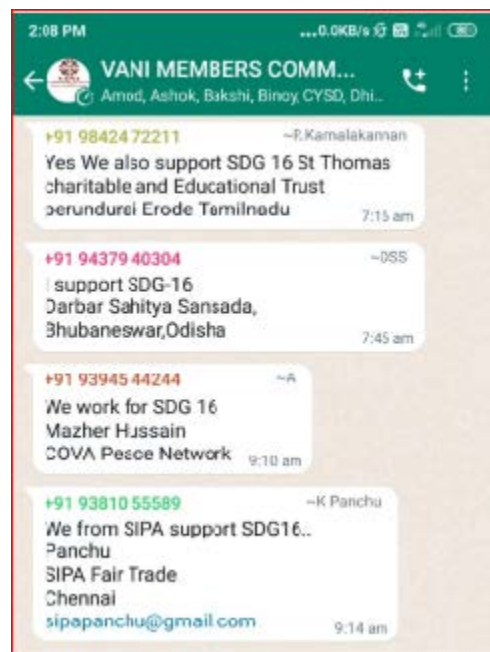 2:08 PM ...0.0KB/s
VANI MEMBERS COMM...
Amod, Ashok, Bakshi, Binoy, CYSD, Dhi...
+91 98424 72211 ~P.Kamalakannan
Yes We also support SDG 16 St Thomas
charitable and Educational Trust
perundurai Erode Tamilnadu 7:15 am
+91 94379 40304 ~DSS
I support SDG-16
Darbar Sahitya Sansada,
Bhubaneswar,Odisha 7:45 am
+91 93945 44244 ~A
We work for SDG 16
Mazher Hussain
COVA Peace Network 9:10 am
+91 93810 55589 ~K Panchu
We from SIPA support SDG16..
Panchu
SIPA Fair Trade
Chennai
sipapanchu@gmail.com 9:14 am